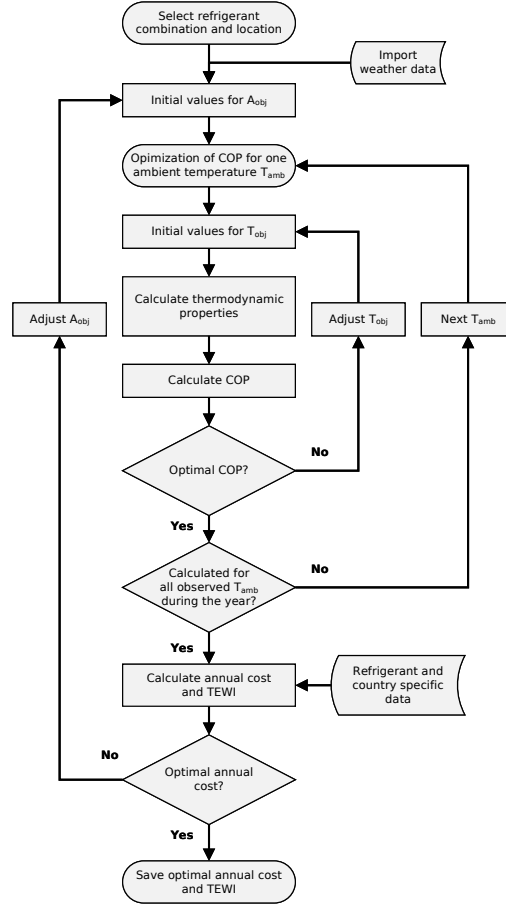 Select refrigerant
combination and location
Import
weather data
Initial values for Aobj
Opimization of COP for one
ambient temperature Tamb
Initial values for Tobj
Calculate thermodynamic
properties
Adjust Aobj
Adjust Tobj
Next Tamb
Calculate COP
Optimal COP?
No
Yes
Calculated for
all observed Tamb
during the year?
No
Yes
Calculate annual cost
and TEWI
Refrigerant and
country specific
data
Optimal annual
cost?
No
Yes
Save optimal annual cost
and TEWI